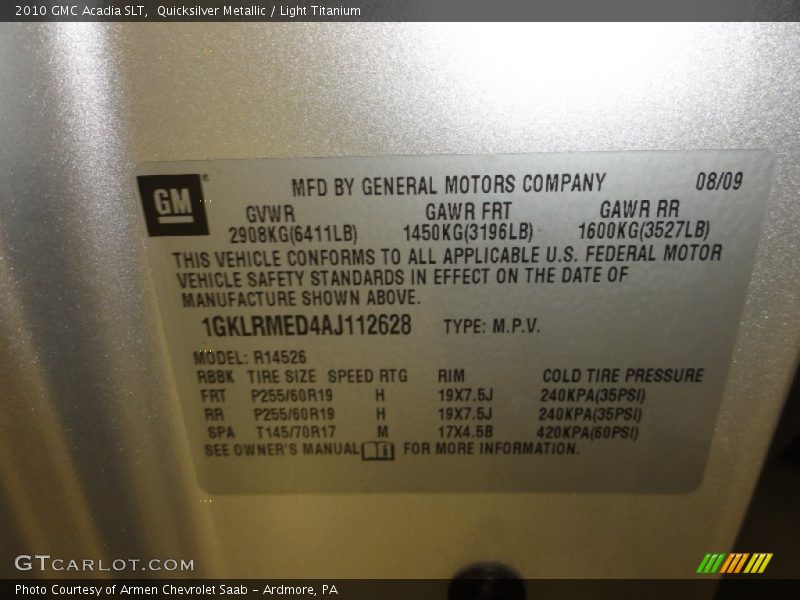 2010 GMC Acadia SLT,  Quicksilver Metallic / Light Titanium
GM
MFD BY GENERAL MOTORS COMPANY 08/09
GVWR GAWR FRT GAWR RR
2908KG(6411LB) 1450KG(3196LB) 1600KG(3527LB)
THIS VEHICLE CONFORMS TO ALL APPLICABLE U.S. FEDERAL MOTOR
VEHICLE SAFETY STANDARDS IN EFFECT ON THE DATE OF
MANUFACTURE SHOWN ABOVE.
1GKLRMED4AJ112628 TYPE: M.P.V.
MODEL: R14526
RBBK TIRE SIZE SPEED RTG RIM COLD TIRE PRESSURE
FRT P255/60R19 H 19X7.5J 240KPA(35PSI)
RR P255/60R19 H 19X7.5J 240KPA(35PSI)
SPA T145/70R17 M 17X4.5B 420KPA(60PSI)
SEE OWNER'S MANUAL FOR MORE INFORMATION.
GTCARLOT.COM
Photo Courtesy of Armen Chevrolet Saab - Ardmore, PA